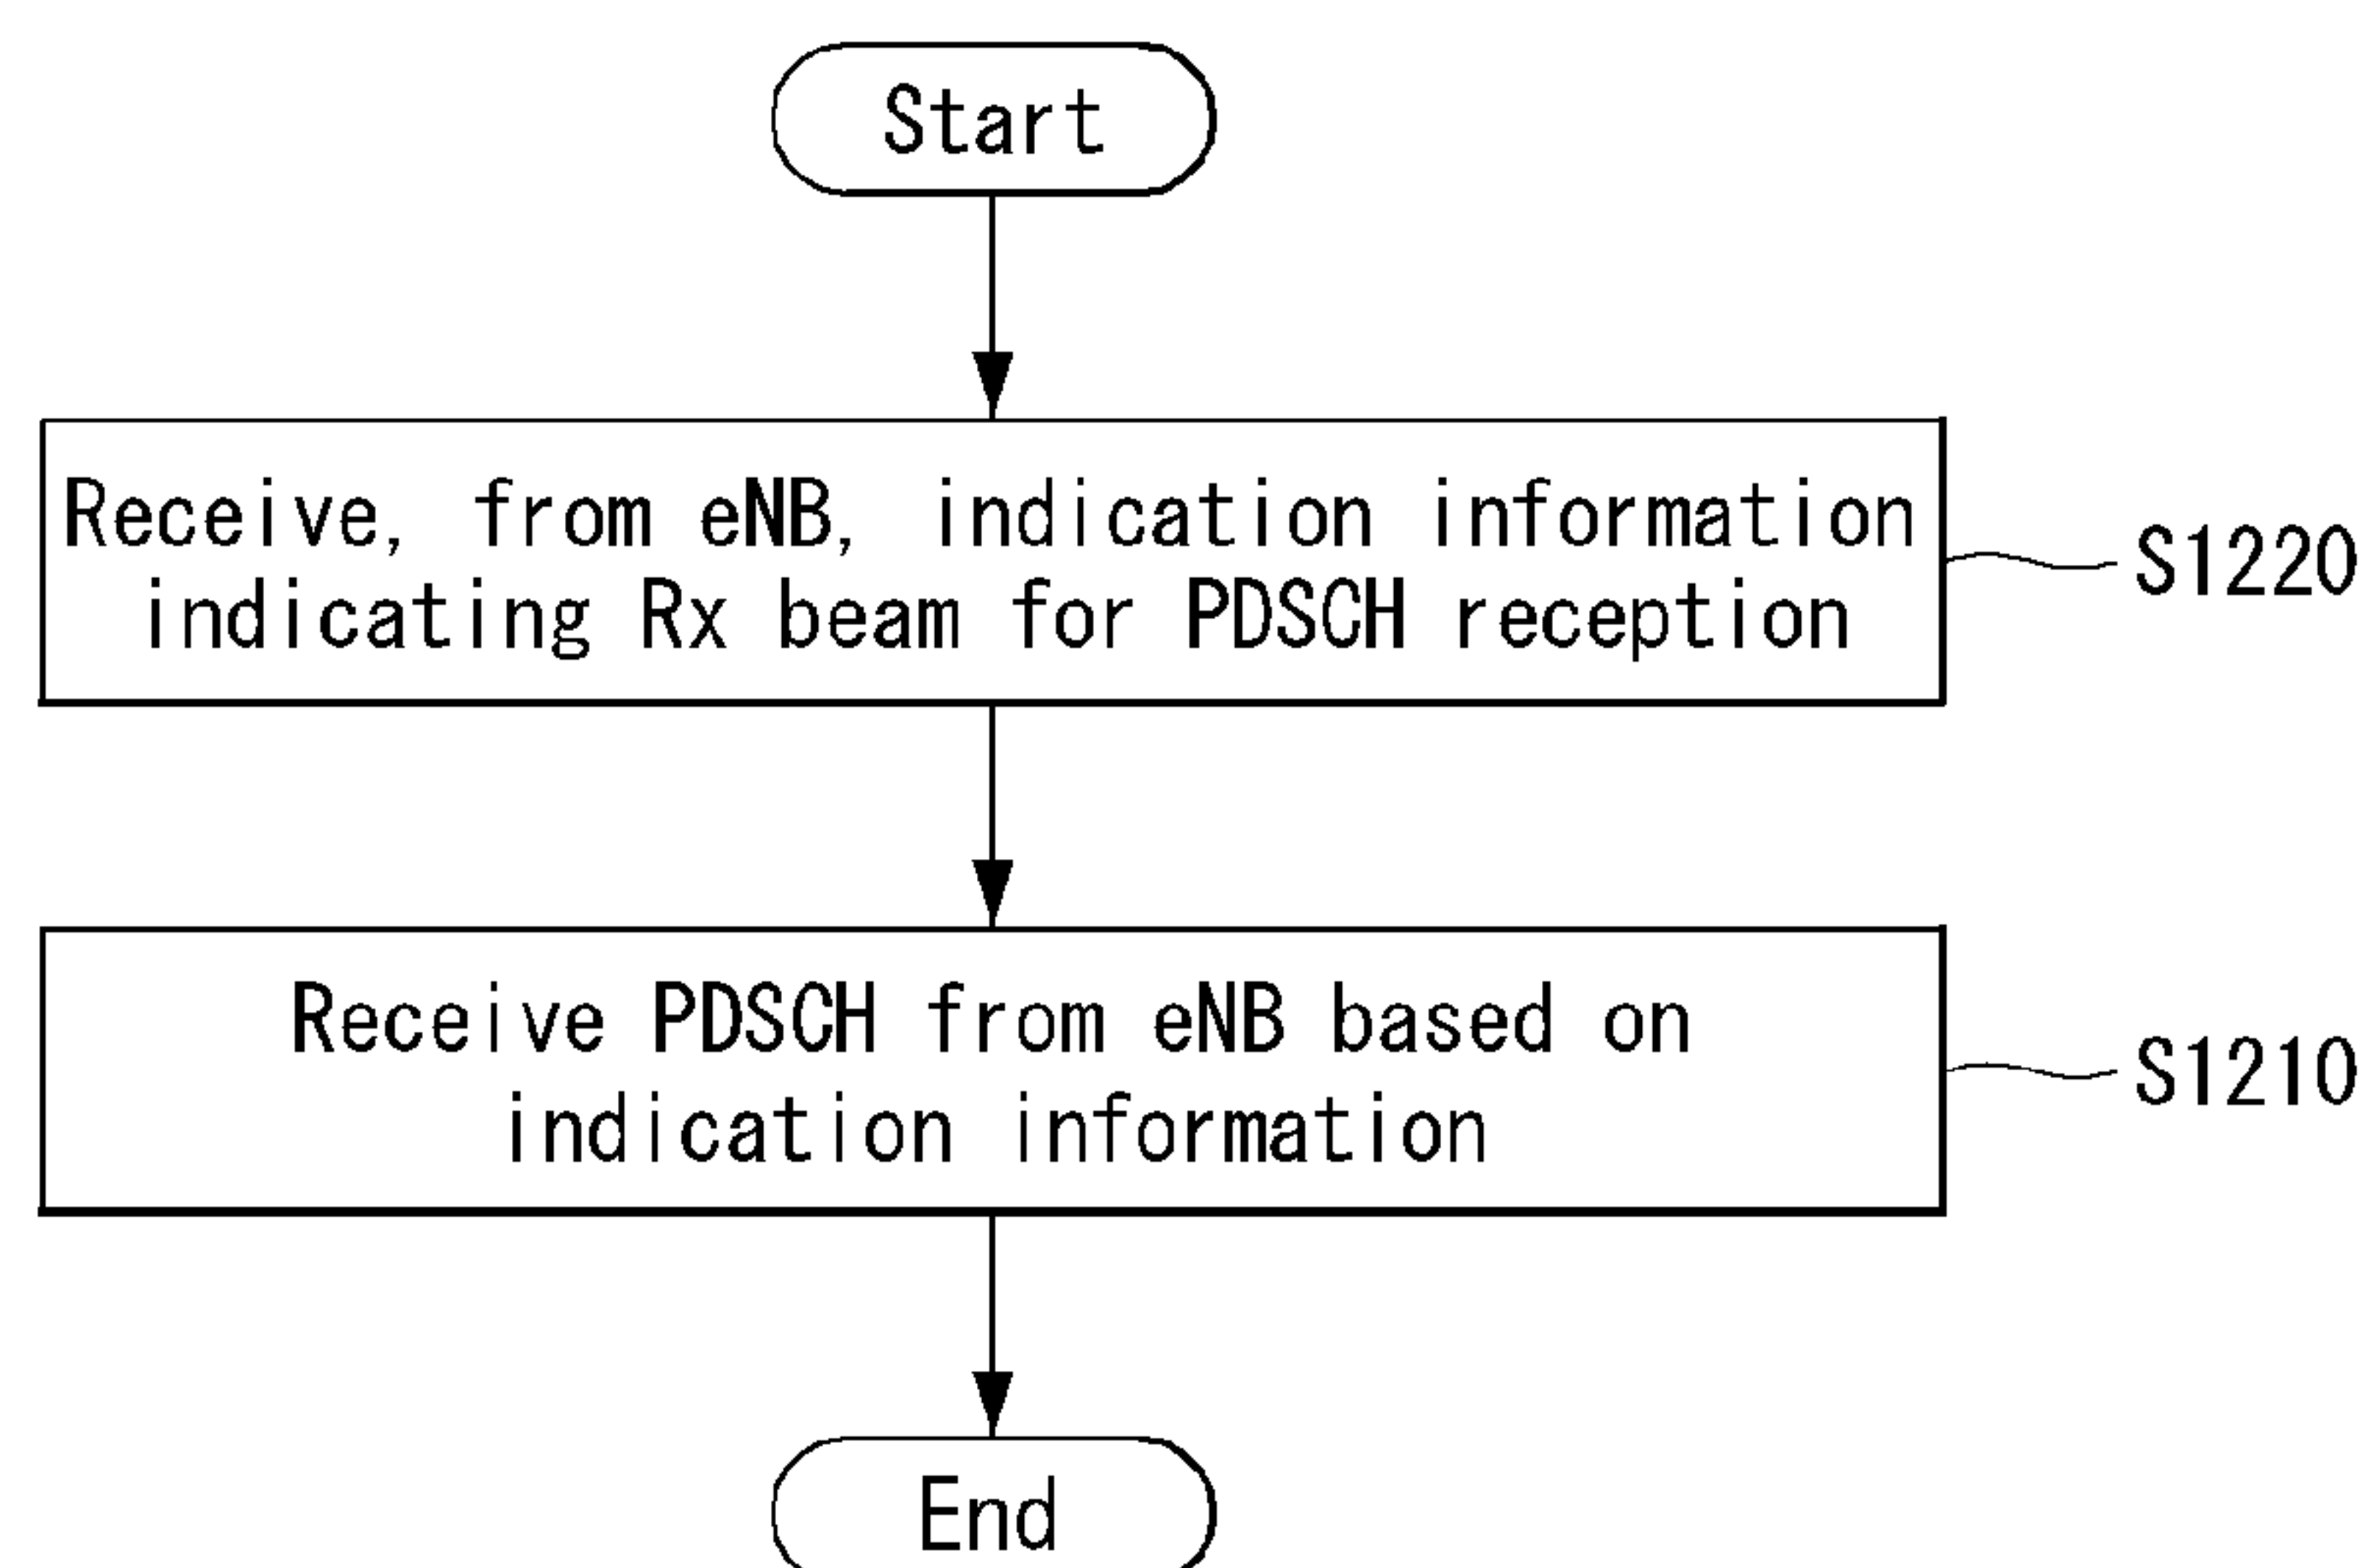 Start
Receive, from eNB, indication information
indicating Rx beam for PDSCH reception
S1220
Receive PDSCH from eNB based on
indication information
S1210
End